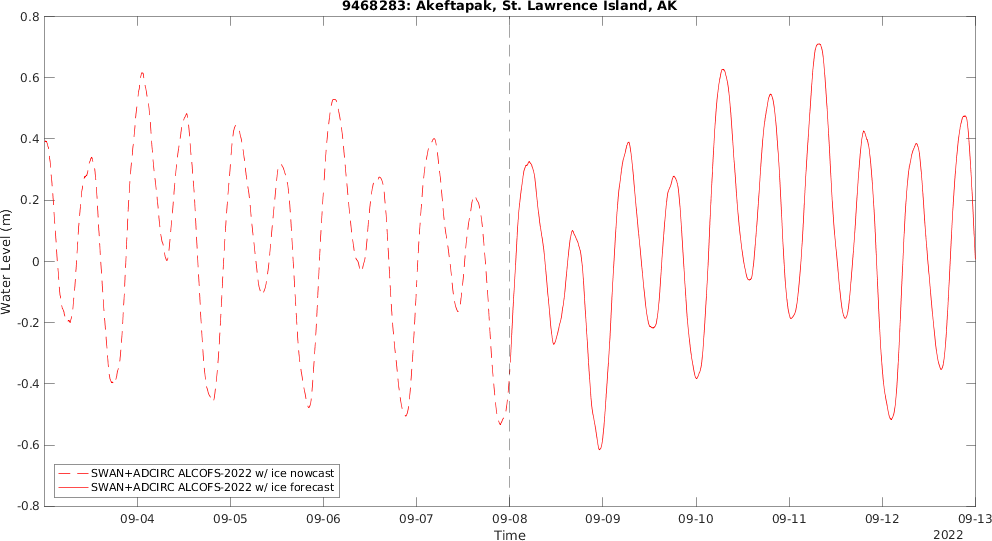 9468283: Akeftapak, St. Lawrence Island, AK
0.8
0.6
0.4
0.2
0
-0.2
-0.4
-0.6
-0.8
Water Level (m)
SWAN+ADCIRC ALCOFS-2022 w/ ice nowcast
SWAN+ADCIRC ALCOFS-2022 w/ ice forecast
09-04 09-05 09-06 09-07 09-08 09-09 09-10 09-11 09-12 09-13
Time 2022